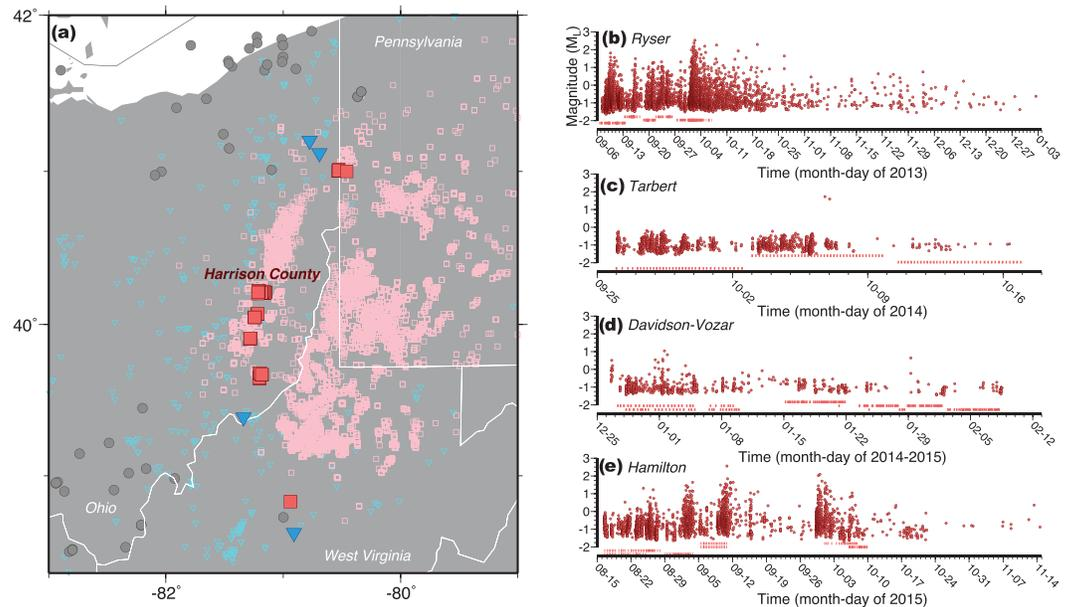 42°
(a)
Pennsylvania
Harrison County
40°
Ohio
West Virginia
-82° -80°
(b) Ryser
Magnitude (ML)
3
2
1
0
-1
-2
09-06 09-13 09-20 09-27 10-04 10-11 10-18 10-25 11-01 11-08 11-15 11-22 11-29 12-06 12-13 12-20 12-27 01-03
Time (month-day of 2013)
(c) Tarbert
3
2
1
0
-1
-2
09-25 10-02 10-09 10-16
Time (month-day of 2014)
(d) Davidson-Vozar
3
2
1
0
-1
-2
12-25 01-01 01-08 01-15 01-22 01-29 02-05 02-12
Time (month-day of 2014-2015)
(e) Hamilton
3
2
1
0
-1
-2
08-15 08-22 08-29 09-05 09-12 09-19 09-26 10-03 10-10 10-17 10-24 10-31 11-07 11-14
Time (month-day of 2015)